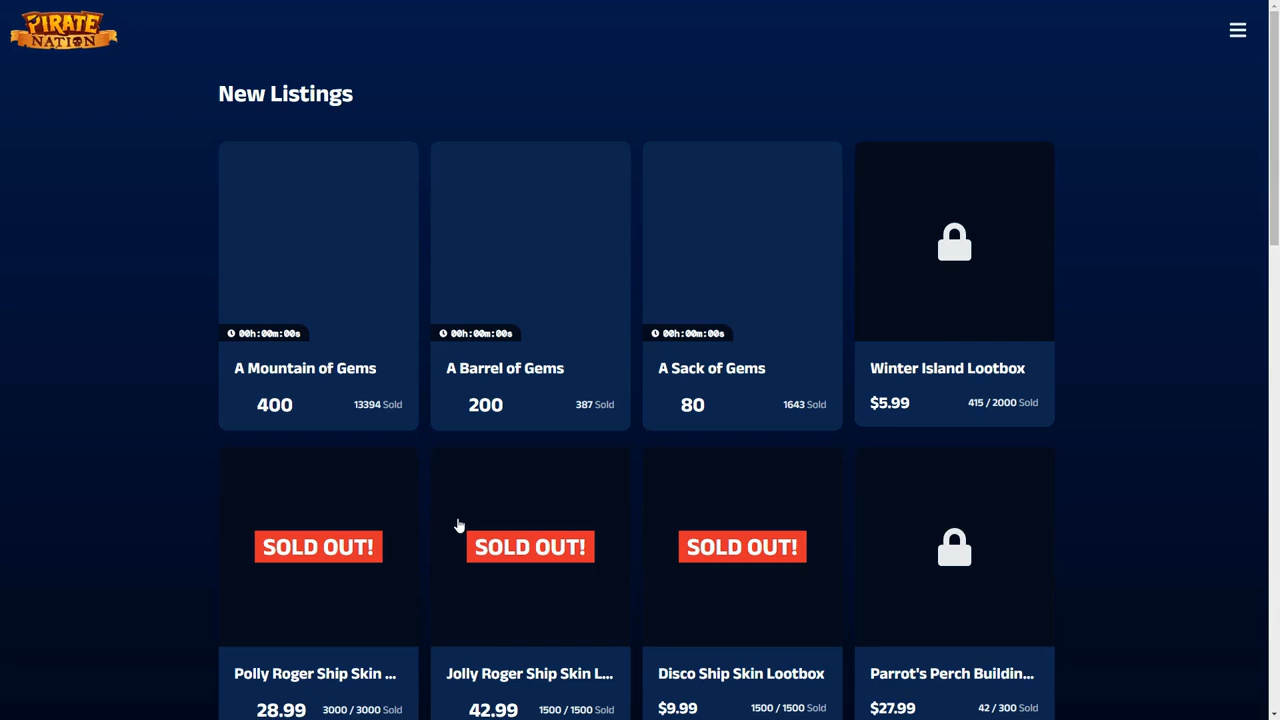 PIRATE
NATION
New Listings
00h:00m:00s
00h:00m:00s
00h:00m:00s
A Mountain of Gems
A Barrel of Gems
A Sack of Gems
Winter Island Lootbox
400
13394 Sold
200
387 Sold
80
1643 Sold
$5.99
415 / 2000 Sold
SOLD OUT!
SOLD OUT!
SOLD OUT!
Polly Roger Ship Skin ...
Jolly Roger Ship Skin L...
Disco Ship Skin Lootbox
Parrot's Perch Buildin...
28.99
3000 / 3000 Sold
42.99
1500 / 1500 Sold
$9.99
1500 / 1500 Sold
$27.99
42 / 300 Sold